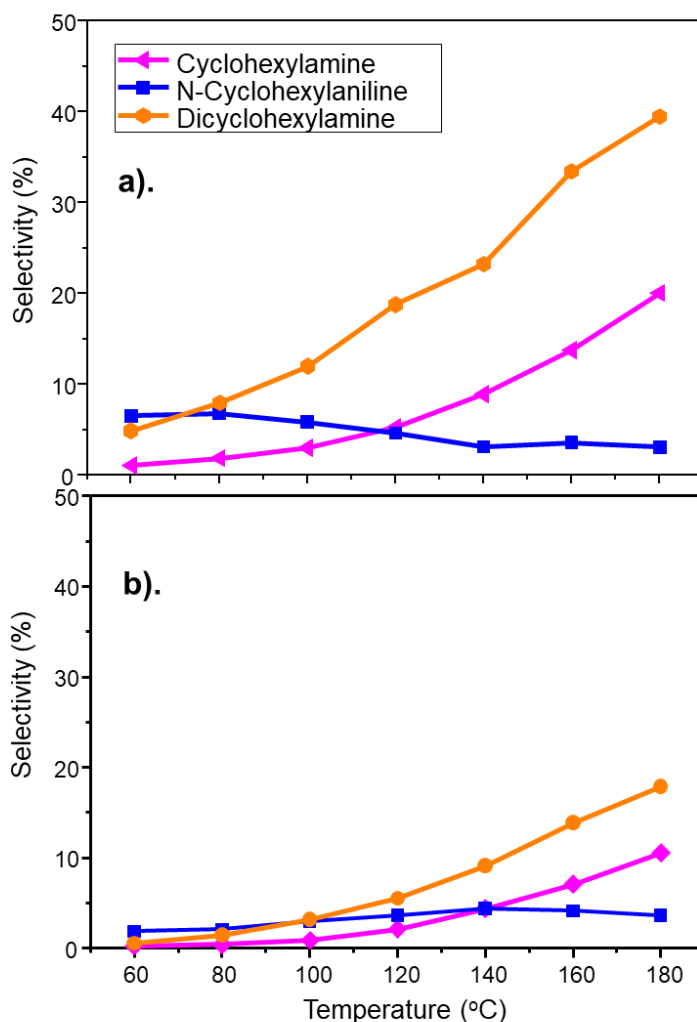 50
Cyclohexylamine
N-Cyclohexylaniline
Dicyclohexylamine
40
a).
30
Selectivity (%)
20
10
0
50
b).
40
30
Selectivity (%)
20
10
0
60 80 100 120 140 160 180
Temperature (ºC)